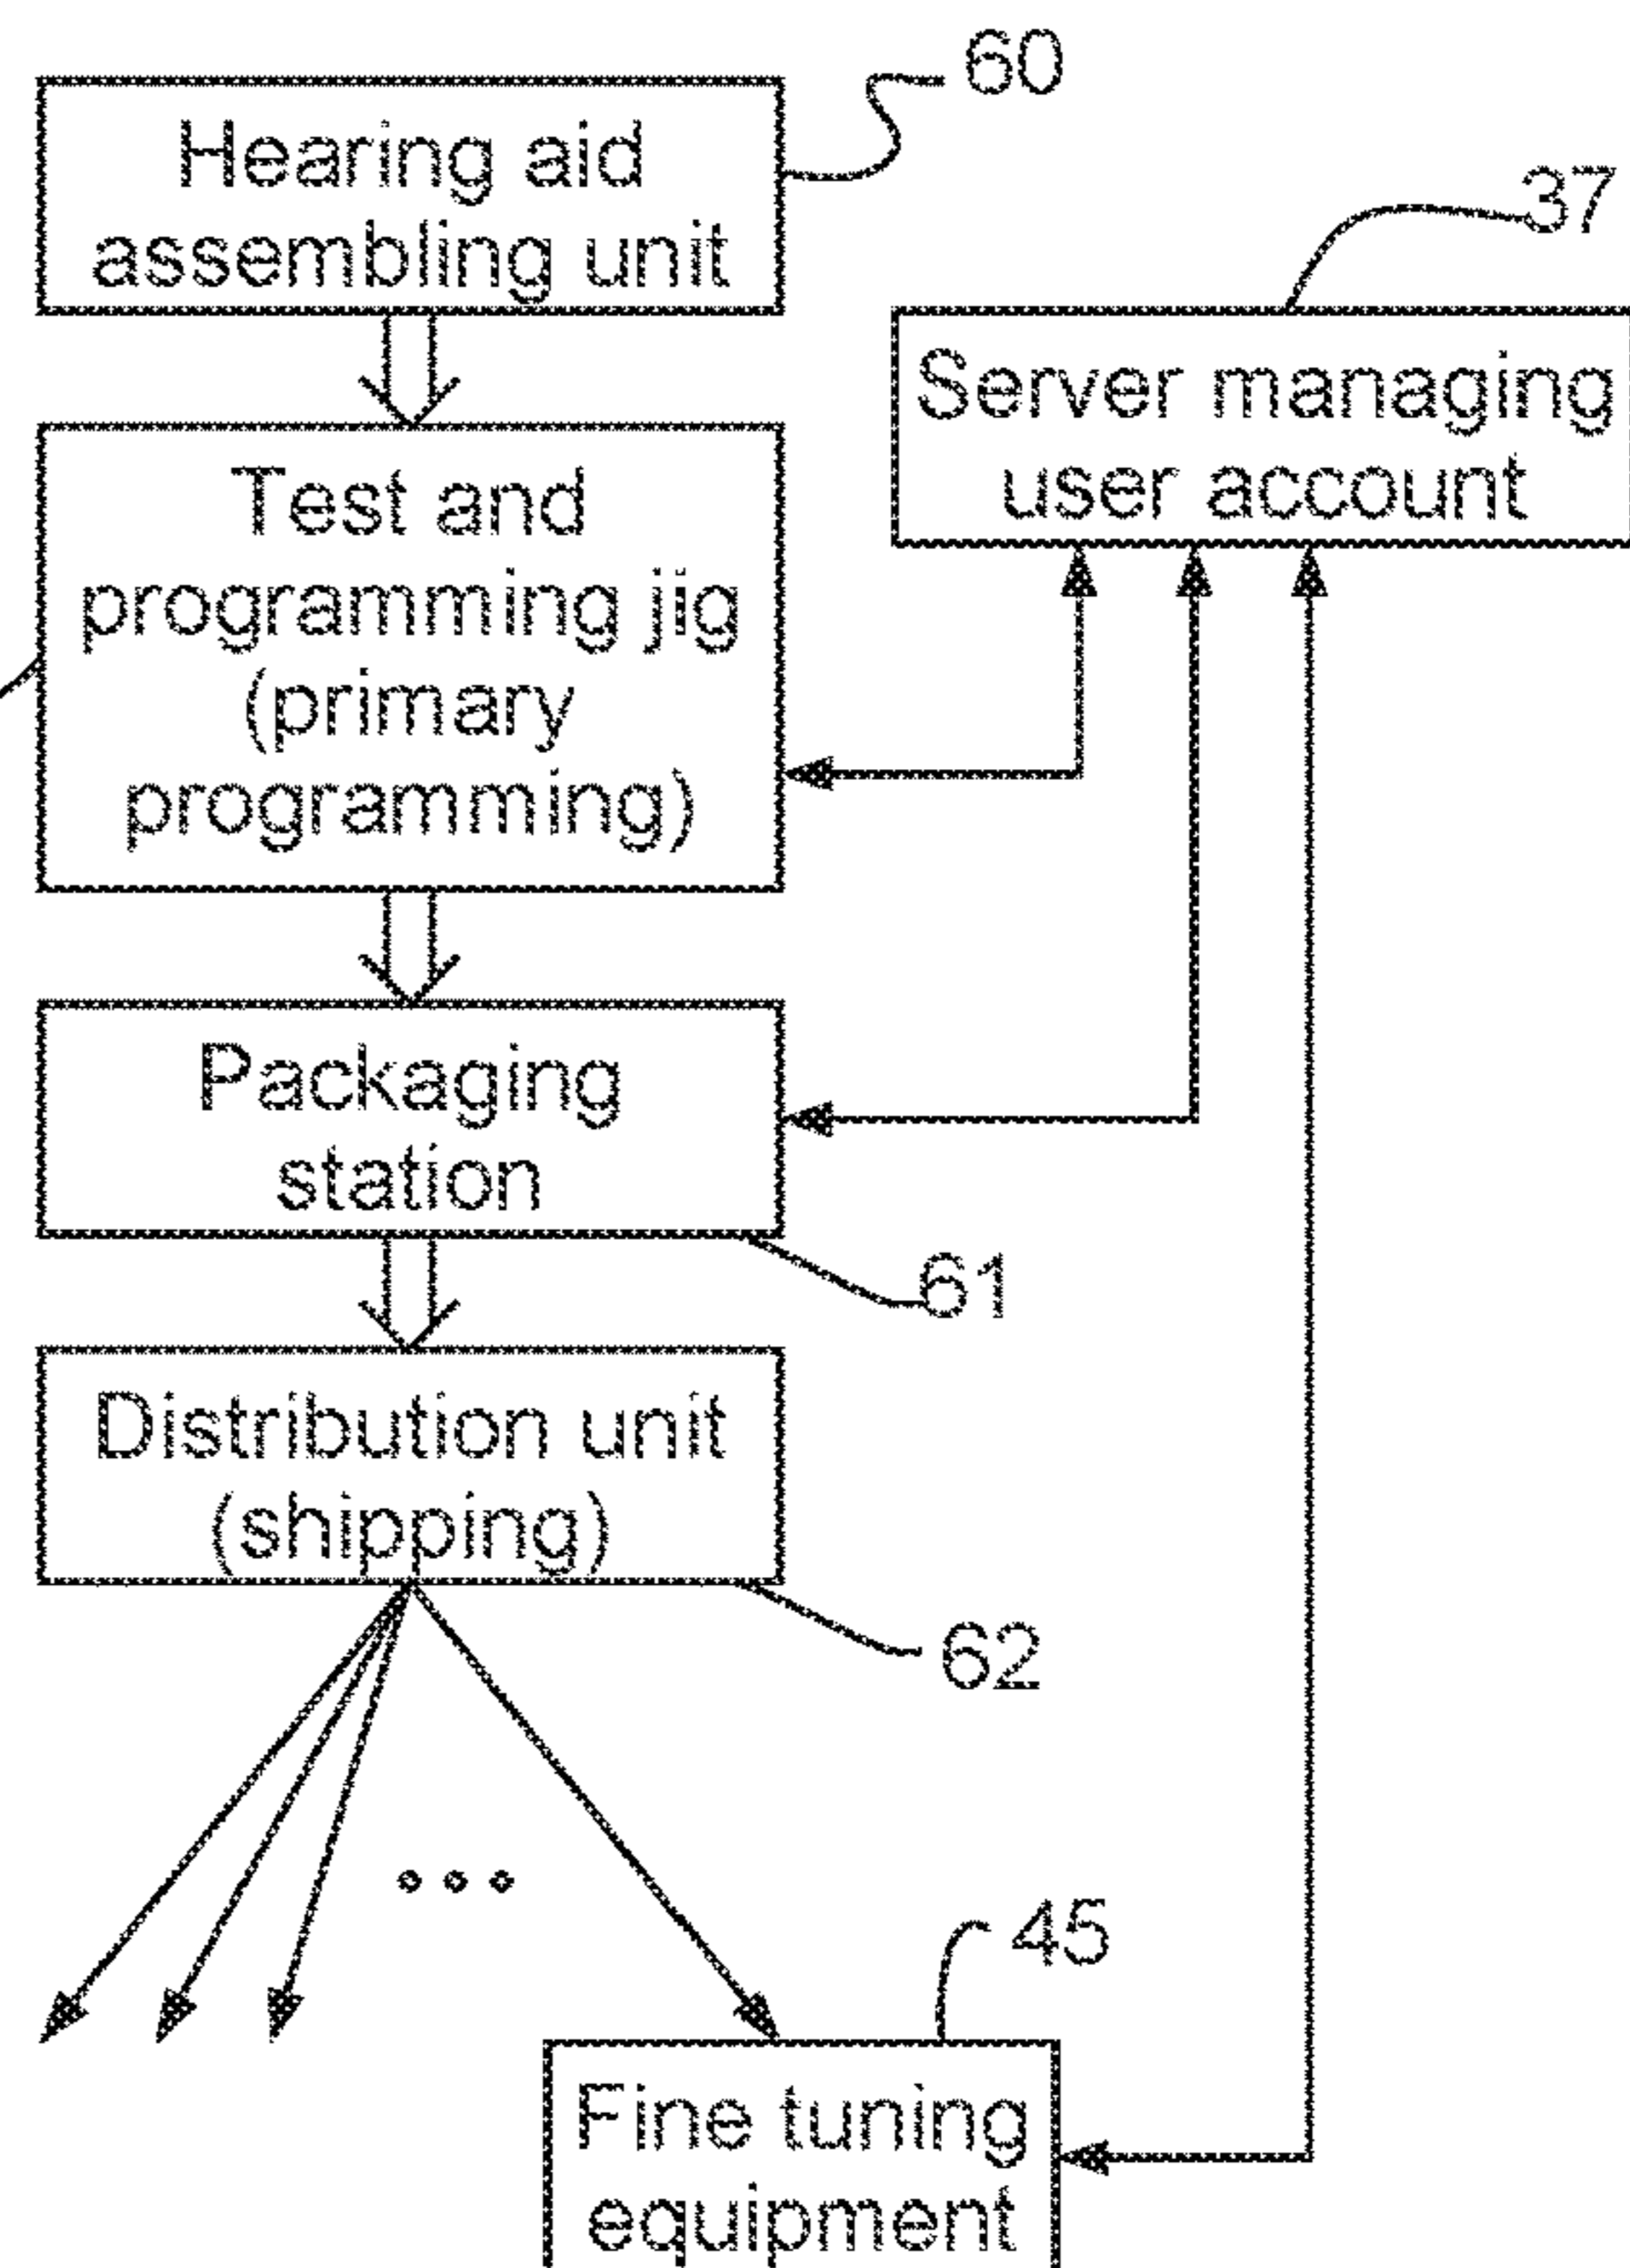 60
Hearing aid
assembling unit
37
Server managing
user account
Test and
programming jig
(primary
programming)
Packaging
station
61
Distribution unit
(shipping)
62
45
Fine tuning
equipment